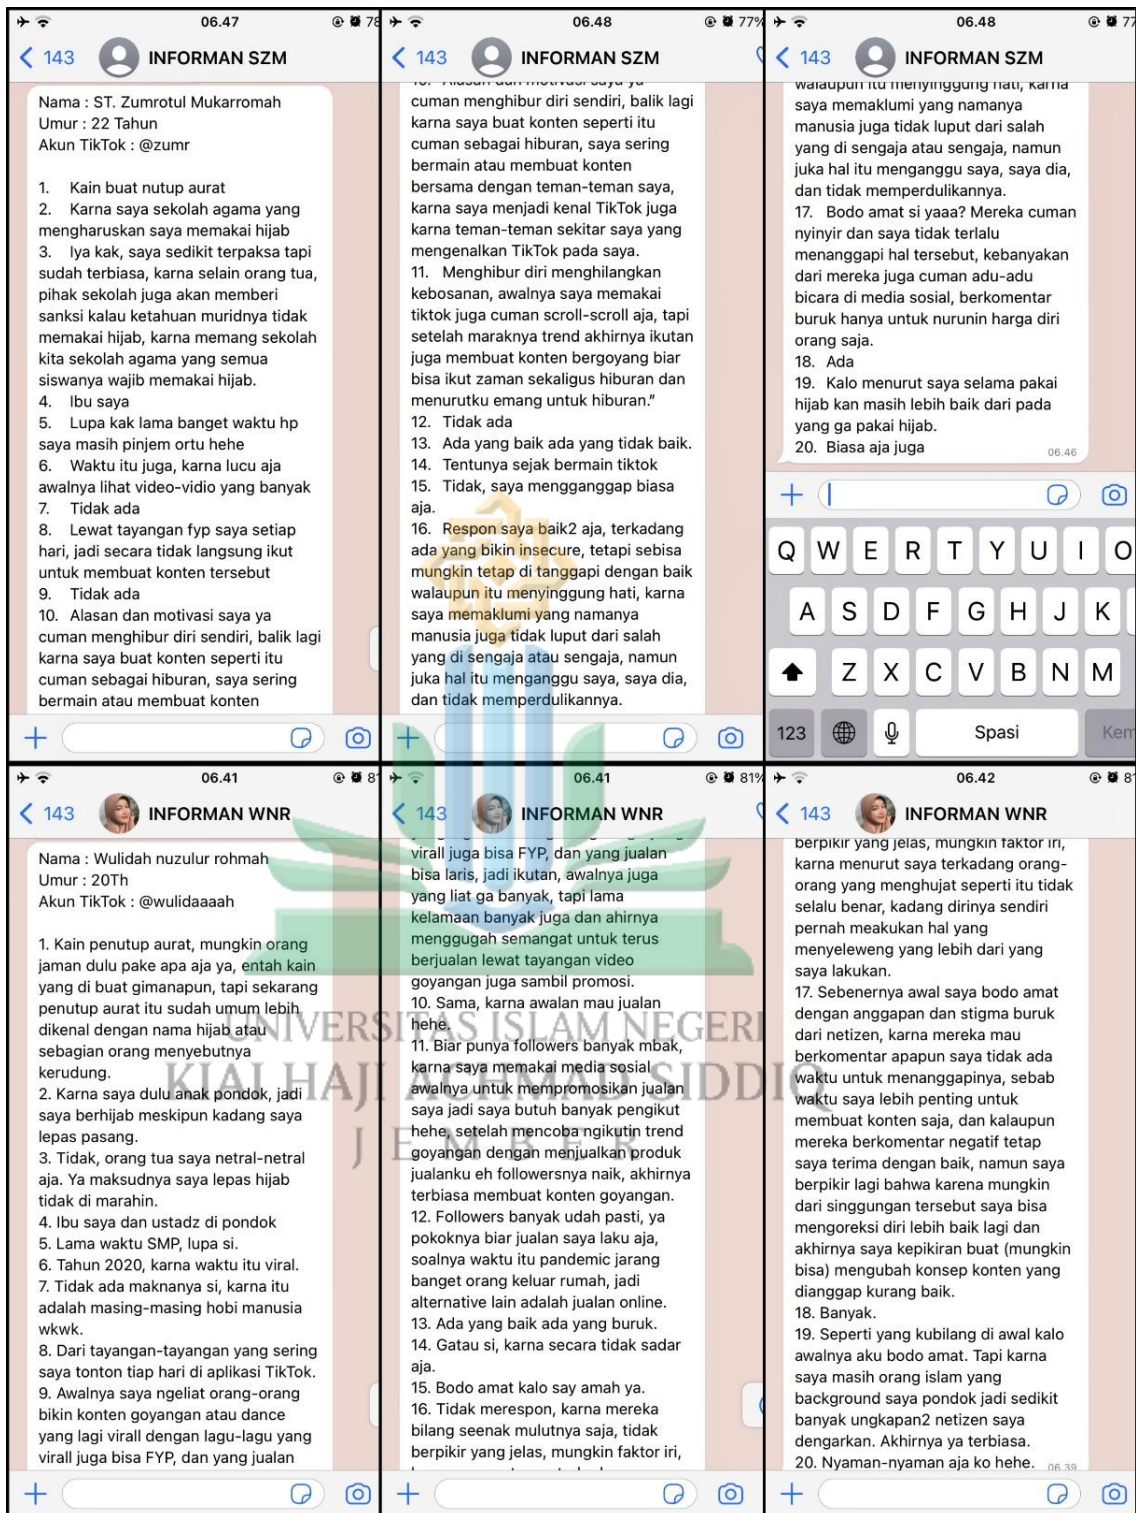 06.47
78
143
INFORMAN SZM
Nama : ST. Zumrotul Mukarromah
Umur : 22 Tahun
Akun TikTok : @zumr
1. Kain buat nutup aurat
2. Karna saya sekolah agama yang
mengharuskan saya memakai hijab
3. Iya kak, saya sedikit terpaksa tapi
sudah terbiasa, karna selain orang tua,
pihak sekolah juga akan memberi
sanksi kalau ketahuan muridnya tidak
memakai hijab, karna memang sekolah
kita sekolah agama yang semua
siswanya wajib memakai hijab.
4. Ibu saya
5. Lupa kak lama banget waktu hp
saya masih pinjem ortu hehe
6. Waktu itu juga, karna lucu aja
awalnya lihat video-vidio yang banyak
7. Tidak ada
8. Lewat tayangan fyp saya setiap
hari, jadi secara tidak langsung ikut
untuk membuat konten tersebut
9. Tidak ada
10. Alasan dan motivasi saya ya
cuman menghibur diri sendiri, balik lagi
karna saya buat konten seperti itu
cuman sebagai hiburan, saya sering
bermain atau membuat konten
06.48
77%
143
INFORMAN SZM
10. Alasan dan motivasi saya ya
cuman menghibur diri sendiri, balik lagi
karna saya buat konten seperti itu
cuman sebagai hiburan, saya sering
bermain atau membuat konten
bersama dengan teman-teman saya,
karna saya menjadi kenal TikTok juga
karna teman-teman sekitar saya yang
mengenalkan TikTok pada saya.
11. Menghibur diri menghilangkan
kebosanan, awalnya saya memakai
tiktok juga cuman scroll-scroll aja, tapi
setelah maraknya trend akhirnya ikutan
juga membuat konten bergoyang biar
bisa ikut zaman sekaligus hiburan dan
menurutku emang untuk hiburan.”
12. Tidak ada
13. Ada yang baik ada yang tidak baik.
14. Tentunya sejak bermain tiktok
15. Tidak, saya mengganggap biasa
aja.
16. Respon saya baik2 aja, terkadang
ada yang bikin insecure, tetapi sebisa
mungkin tetap di tanggapi dengan baik
walaupun itu menyinggung hati, karna
saya memaklumi yang namanya
manusia juga tidak luput dari salah
yang di sengaja atau sengaja, namun
juka hal itu menganggu saya, saya dia,
dan tidak memperdulikannya.
06.48
77
143
INFORMAN SZM
walaupun itu menyinggung hati, karna
saya memaklumi yang namanya
manusia juga tidak luput dari salah
yang di sengaja atau sengaja, namun
juka hal itu menganggu saya, saya dia,
dan tidak memperdulikannya.
17. Bodo amat si yaaa? Mereka cuman
nyinyir dan saya tidak terlalu
menanggapi hal tersebut, kebanyakan
dari mereka juga cuman adu-adu
bicara di media sosial, berkomentar
buruk hanya untuk nurunin harga diri
orang saja.
18. Ada
19. Kalo menurut saya selama pakai
hijab kan masih lebih baik dari pada
yang ga pakai hijab.
20. Biasa aja juga
06.46
Q W E R T Y U I O
A S D F G H J K
Z X C V B N M
123 Spasi Kem
06.41
81
143
INFORMAN WNR
Nama : Wulidah nuzulur rohmah
Umur : 20Th
Akun TikTok : @wulidaaaah
1. Kain penutup aurat, mungkin orang
jaman dulu pake apa aja ya, entah kain
yang di buat gimanapun, tapi sekarang
penutup aurat itu sudah umum lebih
dikenal dengan nama hijab atau
sebagian orang menyebutnya
kerudung.
2. Karna saya dulu anak pondok, jadi
saya berhijab meskipun kadang saya
lepas pasang.
3. Tidak, orang tua saya netral-netral
aja. Ya maksudnya saya lepas hijab
tidak di marahin.
4. Ibu saya dan ustadz di pondok
5. Lama waktu SMP, lupa si.
6. Tahun 2020, karna waktu itu viral.
7. Tidak ada maknanya si, karna itu
adalah masing-masing hobi manusia
wkwk.
8. Dari tayangan-tayangan yang sering
saya tonton tiap hari di aplikasi TikTok.
9. Awalnya saya ngeliat orang-orang
bikin konten goyangan atau dance
yang lagi virall dengan lagu-lagu yang
virall juga bisa FYP, dan yang jualan
06.41
81%
143
INFORMAN WNR
virall juga bisa FYP, dan yang jualan
bisa laris, jadi ikutan, awalnya juga
yang liat ga banyak, tapi lama
kelamaan banyak juga dan ahirnya
menggugah semangat untuk terus
berjualan lewat tayangan video
goyangan juga sambil promosi.
10. Sama, karna awalan mau jualan
hehe.
11. Biar punya followers banyak mbak,
karna saya memakai media sosial
awalnya untuk mempromosikan jualan
saya jadi saya butuh banyak pengikut
hehe, setelah mencoba ngikutin trend
goyangan dengan menjualkan produk
jualanku eh followersnya naik, akhirnya
terbiasa membuat konten goyangan.
12. Followers banyak udah pasti, ya
pokoknya biar jualan saya laku aja,
soalnya waktu itu pandemic jarang
banget orang keluar rumah, jadi
alternative lain adalah jualan online.
13. Ada yang baik ada yang buruk.
14. Gatau si, karna secara tidak sadar
aja.
15. Bodo amat kalo say amah ya.
16. Tidak merespon, karna mereka
bilang seenak mulutnya saja, tidak
berpikir yang jelas, mungkin faktor iri,
06.42
81
143
INFORMAN WNR
berpikir yang jelas, mungkin faktor iri,
karna menurut saya terkadang orang-
orang yang menghujat seperti itu tidak
selalu benar, kadang dirinya sendiri
pernah meakukan hal yang
menyeleweng yang lebih dari yang
saya lakukan.
17. Sebenernya awal saya bodo amat
dengan anggapan dan stigma buruk
dari netizen, karna mereka mau
berkomentar apapun saya tidak ada
waktu untuk menanggapinya, sebab
waktu saya lebih penting untuk
membuat konten saja, dan kalaupun
mereka berkomentar negatif tetap
saya terima dengan baik, namun saya
berpikir lagi bahwa karena mungkin
dari singgungan tersebut saya bisa
mengoreksi diri lebih baik lagi dan
akhirnya saya kepikiran buat (mungkin
bisa) mengubah konsep konten yang
dianggap kurang baik.
18. Banyak.
19. Seperti yang kubilang di awal kalo
awalnya aku bodo amat. Tapi karna
saya masih orang islam yang
background saya pondok jadi sedikit
banyak ungkapan2 netizen saya
dengarkan. Akhirnya ya terbiasa.
20. Nyaman-nyaman aja ko hehe.
06.39
UNIVERSITAS ISLAM NEGERI
KIAI HAJI ACHMAD SIDDIQ
JEMBER